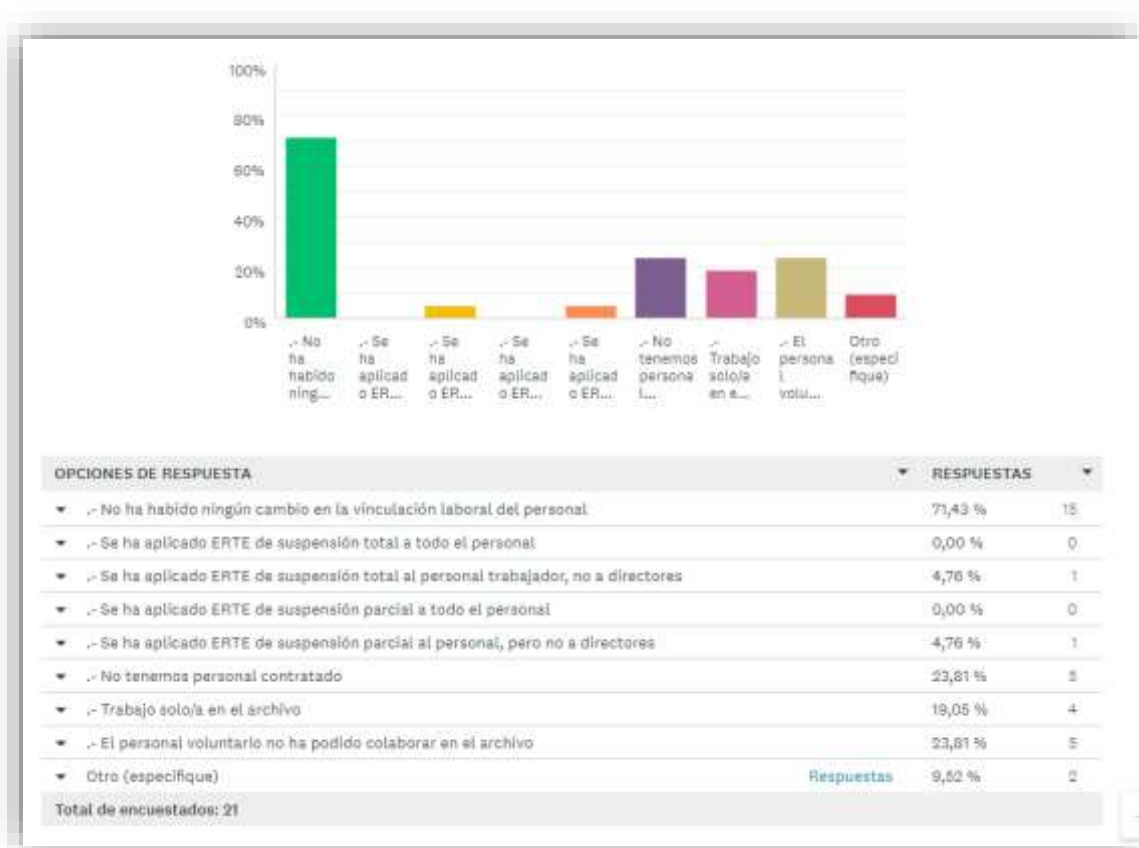 100%
80%
60%
40%
20%
0%
.- No ha habido ning...
.- Se ha aplicad o ER...
.- Se ha aplicad o ER...
.- Se ha aplicad o ER...
.- Se ha aplicad o ER...
.- No tenemos persona l...
.- Trabajo solo/a en e...
.- El persona l volu...
Otro (especi fique)
OPCIONES DE RESPUESTA RESPUESTAS
.- No ha habido ningún cambio en la vinculación laboral del personal 71,43 % 15
.- Se ha aplicado ERTE de suspensión total a todo el personal 0,00 % 0
.- Se ha aplicado ERTE de suspensión total al personal trabajador, no a directores 4,76 % 1
.- Se ha aplicado ERTE de suspensión parcial a todo el personal 0,00 % 0
.- Se ha aplicado ERTE de suspensión parcial al personal, pero no a directores 4,76 % 1
.- No tenemos personal contratado 23,81 % 5
.- Trabajo solo/a en el archivo 19,05 % 4
.- El personal voluntario no ha podido colaborar en el archivo 23,81 % 5
Otro (especifique) Respuestas 9,52 % 2
Total de encuestados: 21